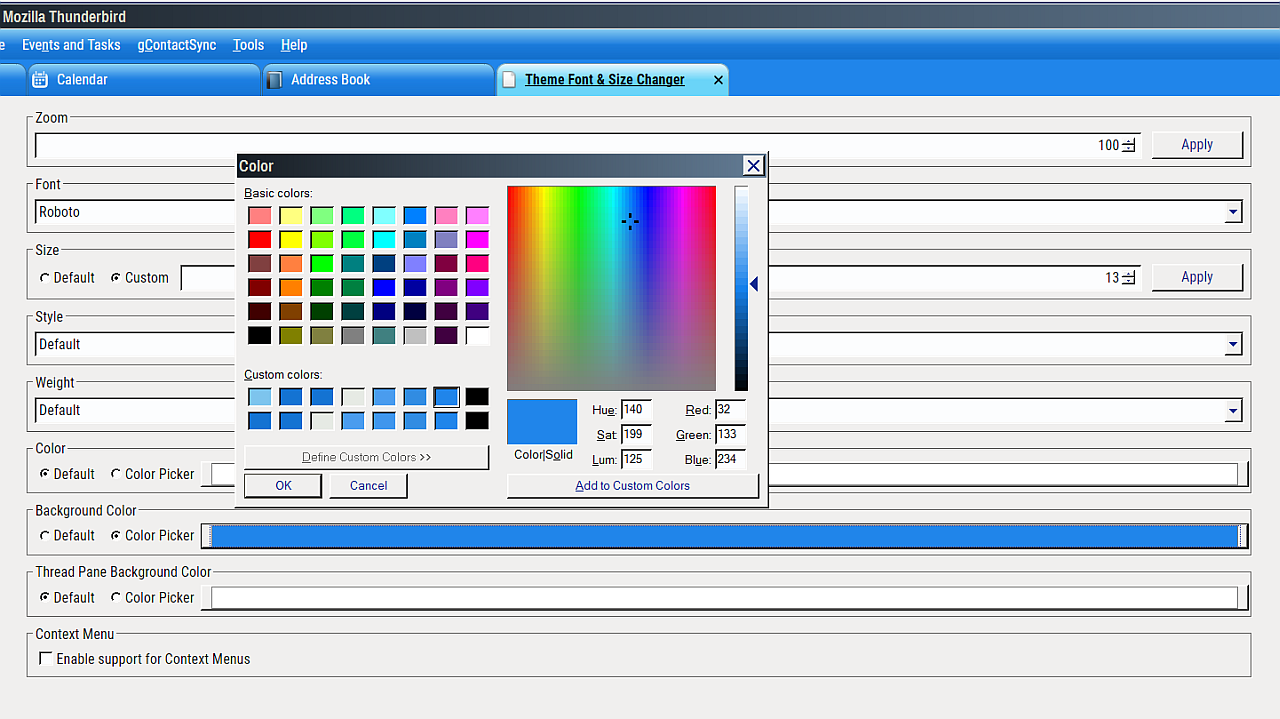 Mozilla Thunderbird
e Events and Tasks gContactSync Tools Help
Calendar Address Book Theme Font & Size Changer
Zoom
100 Apply
Font
Roboto
Size
Default Custom 13 Apply
Style
Default
Weight
Default
Color
Default Color Picker
Background Color
Default Color Picker
Thread Pane Background Color
Default Color Picker
Context Menu
Enable support for Context Menus
Color
Basic colors:
Custom colors:
Define Custom Colors >>
OK Cancel
Color|Solid
Hue: 140 Red: 32
Sat: 199 Green: 133
Lum: 125 Blue: 234
Add to Custom Colors